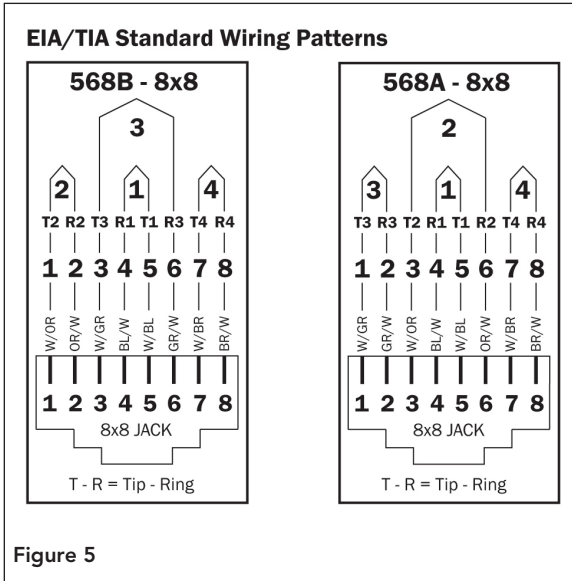 EIA/TIA Standard Wiring Patterns
568B - 8x8
3
2 1 4
T2 R2 T3 R1 T1 R3 T4 R4
1 2 3 4 5 6 7 8
W/OR OR/W W/GR BL/W W/BL GR/W W/BR BR/W
1 2 3 4 5 6 7 8
8x8 JACK
T - R = Tip - Ring
568A - 8x8
2
3 1 4
T3 R3 T2 R1 T1 R2 T4 R4
1 2 3 4 5 6 7 8
W/GR G/W W/OR BL/W W/BL OR/W W/BR BR/W
1 2 3 4 5 6 7 8
8x8 JACK
T - R = Tip - Ring
Figure 5